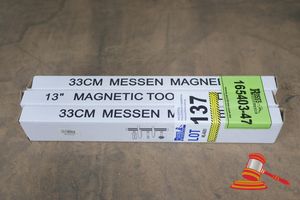 33CM MESSEN MAGNE
13" MAGNETIC TOO
33CM MESSEN M
LOT
137
165403-47